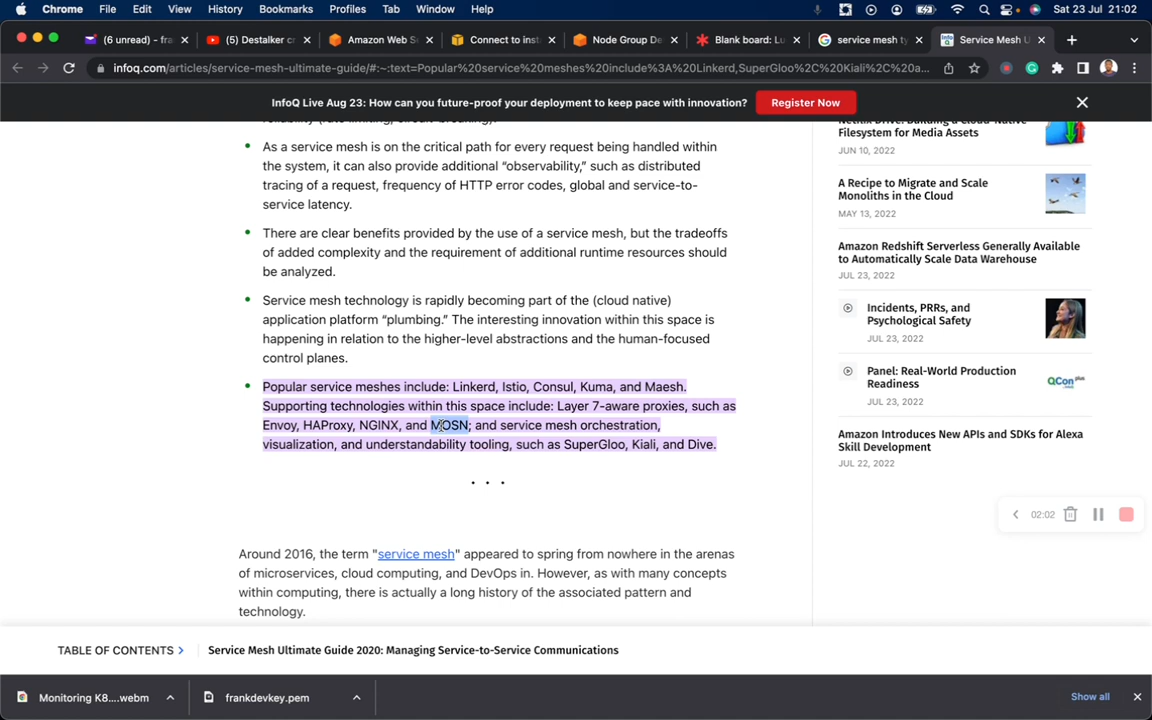 Chrome File Edit View History Bookmarks Profiles Tab Window Help Sat 23 Jul 21:02
(6 unread) - fra (5) Destalker cr Amazon Web S Connect to inst Node Group De Blank board: Lu service mesh ty Service Mesh U
infoq.com/articles/service-mesh-ultimate-guide/#:~:text=Popular%20service%20meshes%20include%3A%20Linkerd,SuperGloo%2C%20Kiali%2C%20a...
InfoQ Live Aug 23: How can you future-proof your deployment to keep pace with innovation? Register Now
reliability (rate limiting, circuit-breaking).
As a service mesh is on the critical path for every request being handled within
the system, it can also provide additional “observability,” such as distributed
tracing of a request, frequency of HTTP error codes, global and service-to-
service latency.
There are clear benefits provided by the use of a service mesh, but the tradeoffs
of added complexity and the requirement of additional runtime resources should
be analyzed.
Service mesh technology is rapidly becoming part of the (cloud native)
application platform “plumbing.” The interesting innovation within this space is
happening in relation to the higher-level abstractions and the human-focused
control planes.
Popular service meshes include: Linkerd, Istio, Consul, Kuma, and Maesh.
Supporting technologies within this space include: Layer 7-aware proxies, such as
Envoy, HAProxy, NGINX, and MOSN; and service mesh orchestration,
visualization, and understandability tooling, such as SuperGloo, Kiali, and Dive.
Around 2016, the term "service mesh" appeared to spring from nowhere in the arenas
of microservices, cloud computing, and DevOps in. However, as with many concepts
within computing, there is actually a long history of the associated pattern and
technology.
Netflix Drive: Building a Cloud-Native
Filesystem for Media Assets
JUN 10, 2022
A Recipe to Migrate and Scale
Monoliths in the Cloud
MAY 13, 2022
Amazon Redshift Serverless Generally Available
to Automatically Scale Data Warehouse
JUL 23, 2022
Incidents, PRRs, and
Psychological Safety
JUL 23, 2022
Panel: Real-World Production
Readiness
JUL 23, 2022
QCon plus
Amazon Introduces New APIs and SDKs for Alexa
Skill Development
JUL 22, 2022
02:02
TABLE OF CONTENTS Service Mesh Ultimate Guide 2020: Managing Service-to-Service Communications
Monitoring K8....webm frankdevkey.pem Show all